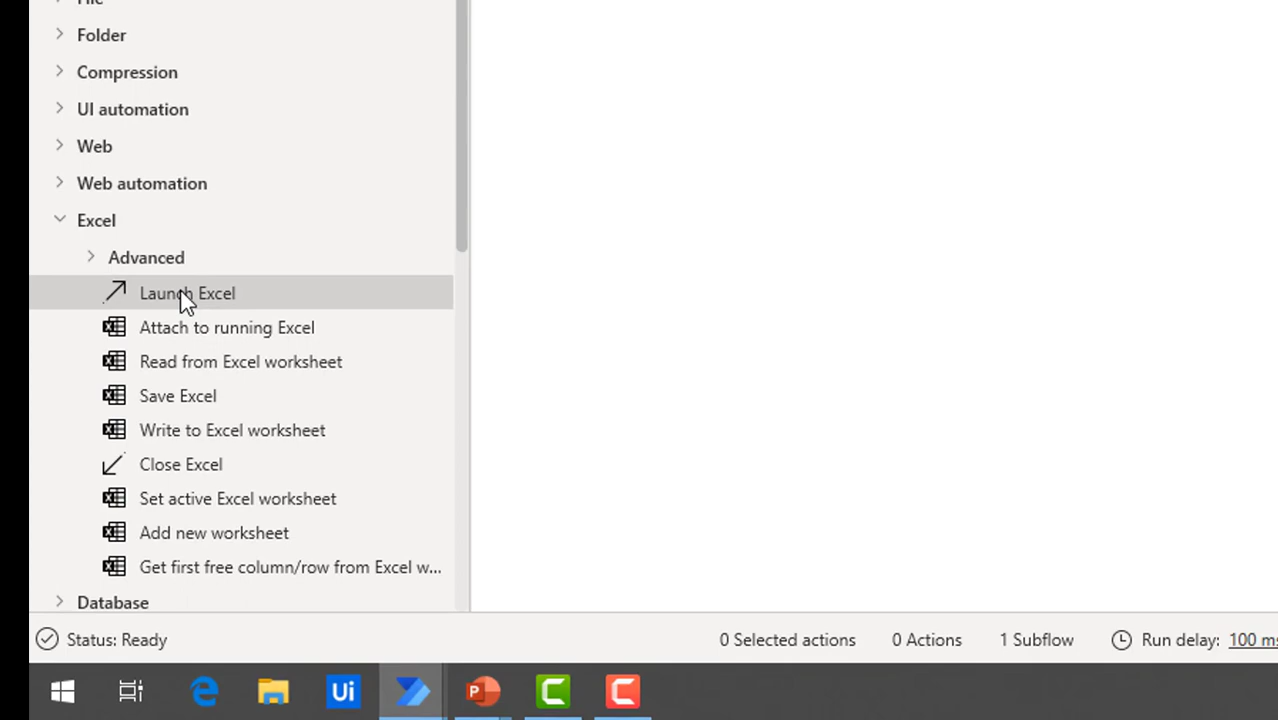 File
Folder
Compression
UI automation
Web
Web automation
Excel
Advanced
Launch Excel
Attach to running Excel
Read from Excel worksheet
Save Excel
Write to Excel worksheet
Close Excel
Set active Excel worksheet
Add new worksheet
Get first free column/row from Excel w...
Database
Status: Ready 0 Selected actions 0 Actions 1 Subflow Run delay: 100 ms
Ui P C C